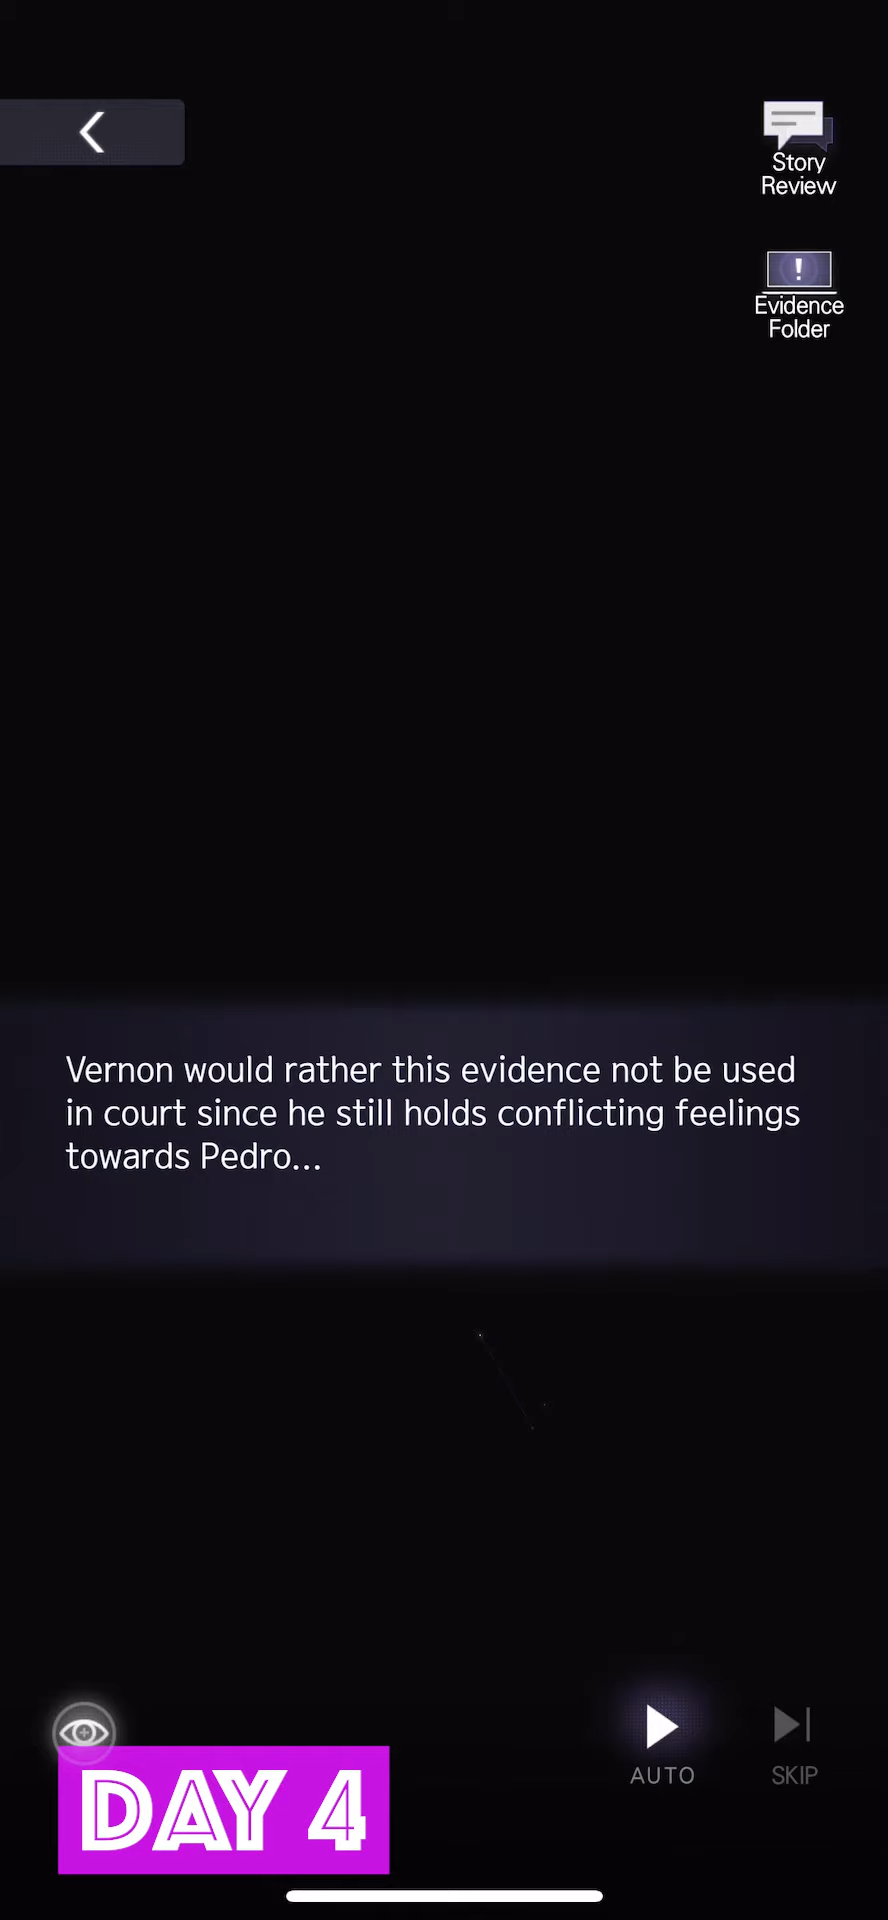 Story
Review
Evidence
Folder
Vernon would rather this evidence not be used
in court since he still holds conflicting feelings
towards Pedro...
AUTO
SKIP
DAY 4